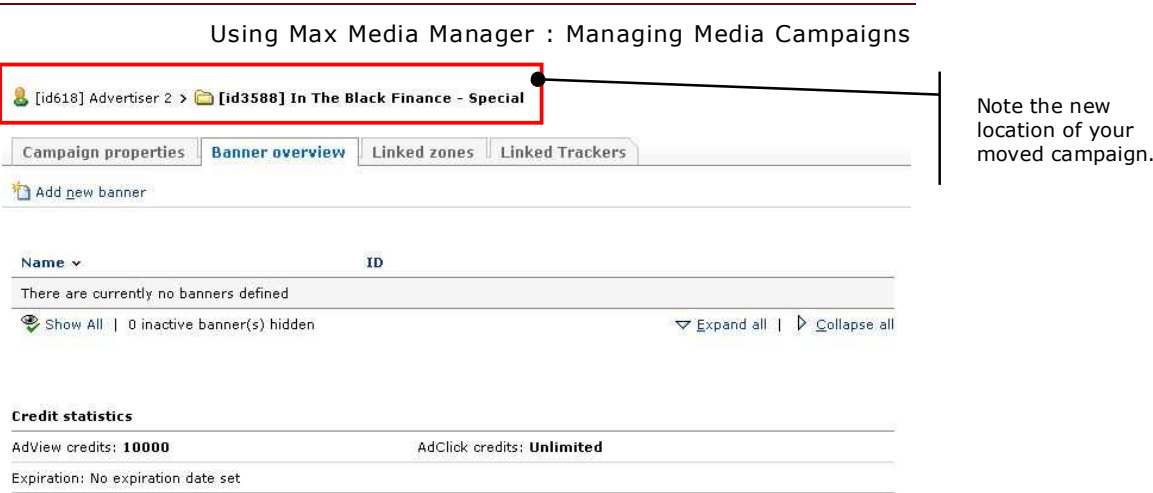 Using Max Media Manager : Managing Media Campaigns
[id618] Advertiser 2 > [id3588] In The Black Finance - Special
Note the new
location of your
moved campaign.
Campaign properties Banner overview Linked zones Linked Trackers
Add new banner
Name ID
There are currently no banners defined
Show All | 0 inactive banner(s) hidden Expand all | Collapse all
Credit statistics
AdView credits: 10000 AdClick credits: Unlimited
Expiration: No expiration date set